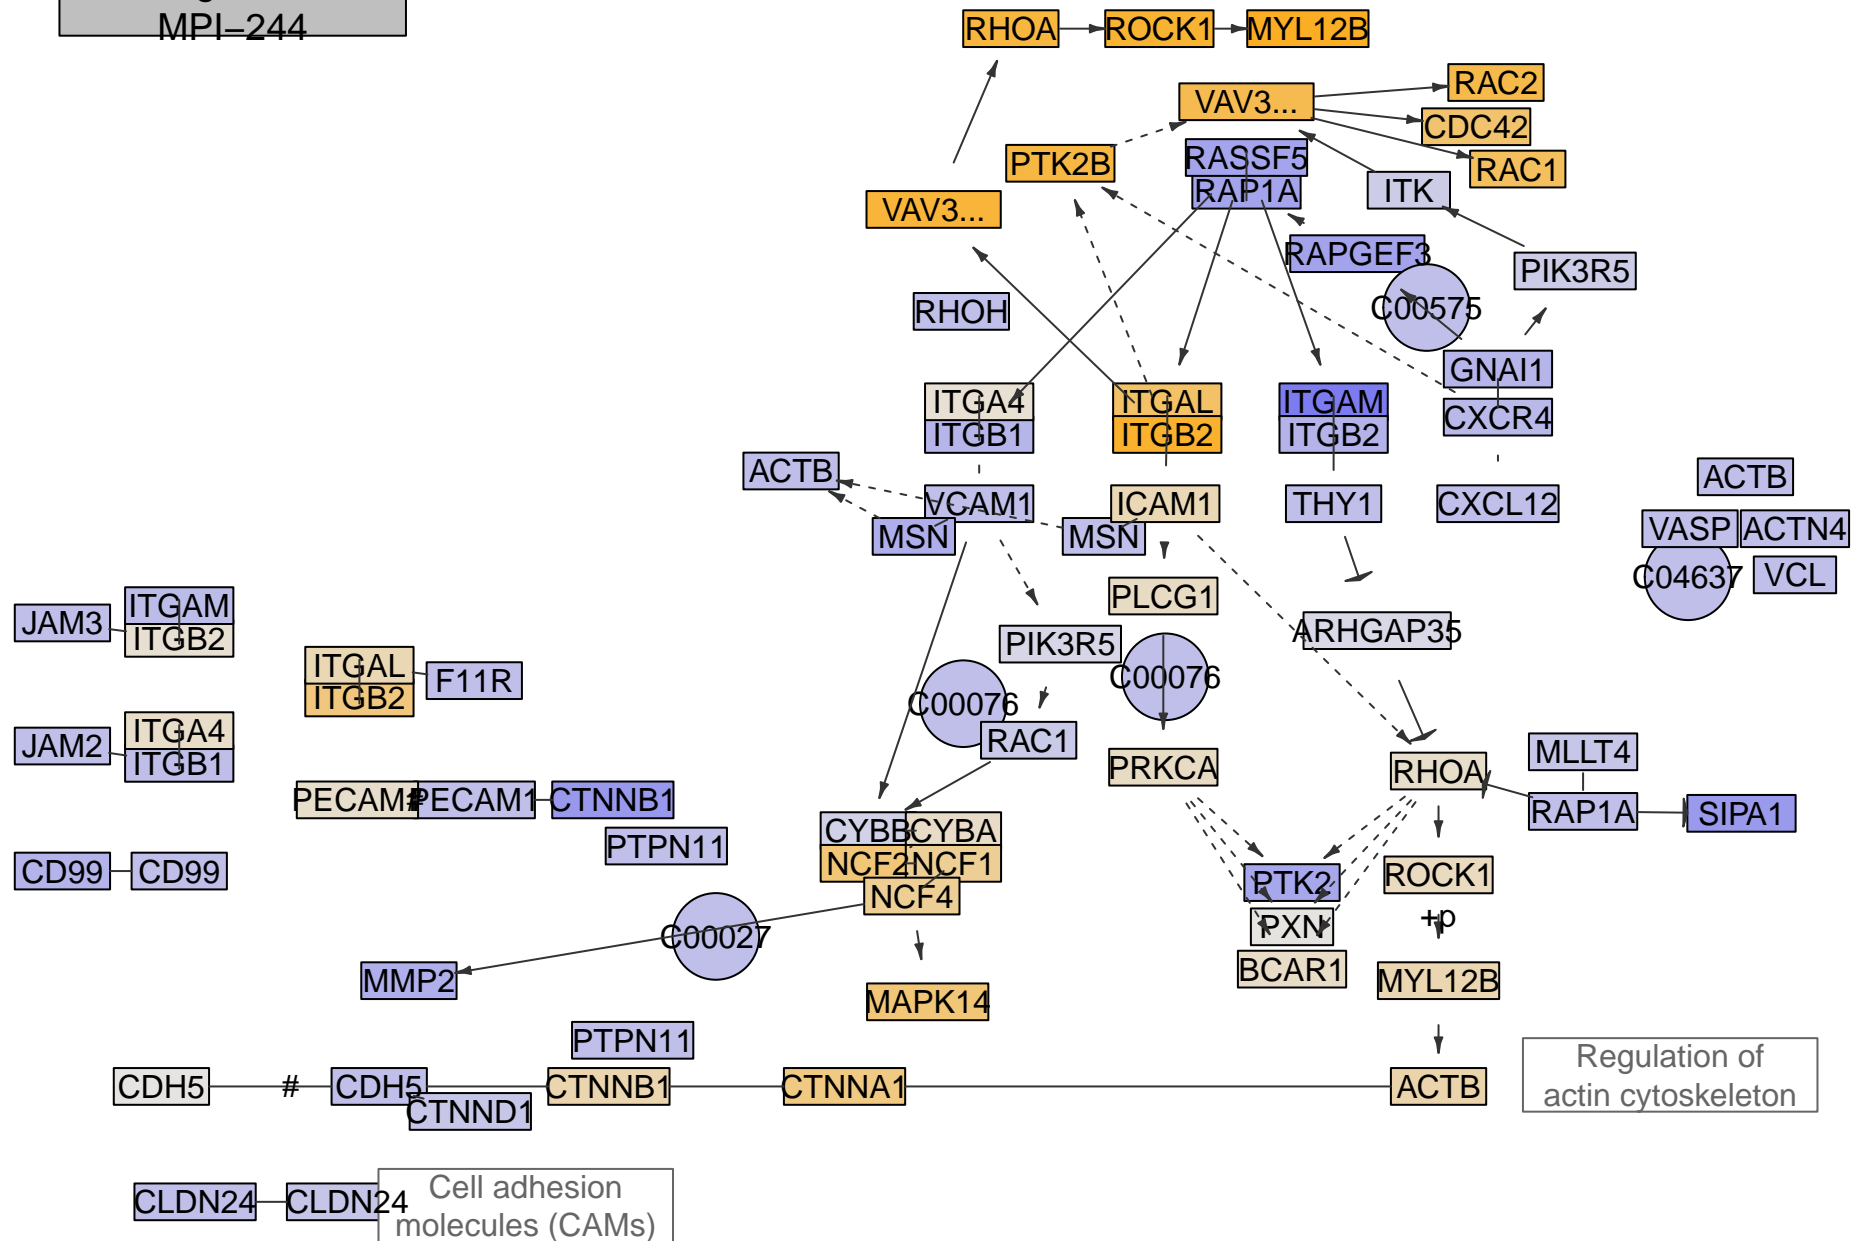 MPI−244
RHOA
ROCK1
MYL12B
RAC2
VAV3...
CDC42
PTK2B
RASSF5
RAC1
RAP1A
ITK
VAV3...
RAPGEF3
PIK3R5
RHOH
C00575
GNAI1
ITGA4
ITGAL
ITGAM
CXCR4
ITGB1
ITGB2
ITGB2
ACTB
ACTB
VCAM1
ICAM1
THY1
CXCL12
MSN
MSN
VASP
ACTN4
C04637
VCL
PLCG1
ITGAM
JAM3
ITGB2
ARHGAP35
PIK3R5
ITGAL
F11R
ITGB2
C00076
C00076
ITGA4
JAM2
ITGB1
RAC1
MLLT4
PRKCA
RHOA
PECAM1
#
PECAM1
CTNNB1
RAP1A
SIPA1
CYBB
CYBA
PTPN11
NCF2
NCF1
CD99
CD99
NCF4
PTK2
ROCK1
+p
PXN
C00027
BCAR1
MMP2
MYL12B
MAPK14
PTPN11
Regulation of
actin cytoskeleton
CDH5
#
CDH5
CTNNB1
CTNNA1
ACTB
CTNND1
Cell adhesion
molecules (CAMs)
CLDN24
CLDN24